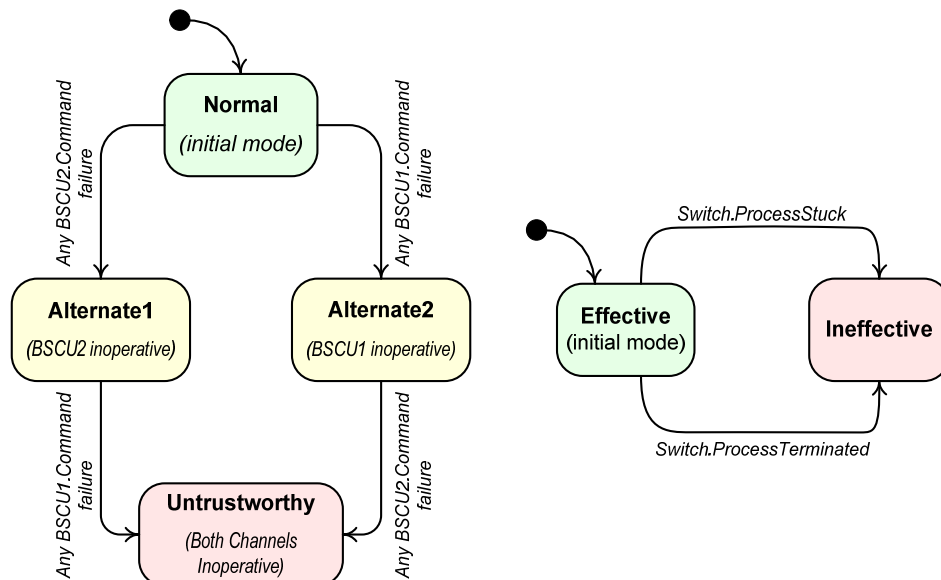 Normal
(initial mode)
Any BSCU2.Command
failure
Any BSCU1.Command
failure
Alternate1
(BSCU2 inoperative)
Alternate2
(BSCU1 inoperative)
Any BSCU1.Command
failure
Any BSCU2.Command
failure
Untrustworthy
(Both Channels
Inoperative)
Switch.ProcessStuck
Effective
(initial mode)
Ineffective
Switch.ProcessTerminated